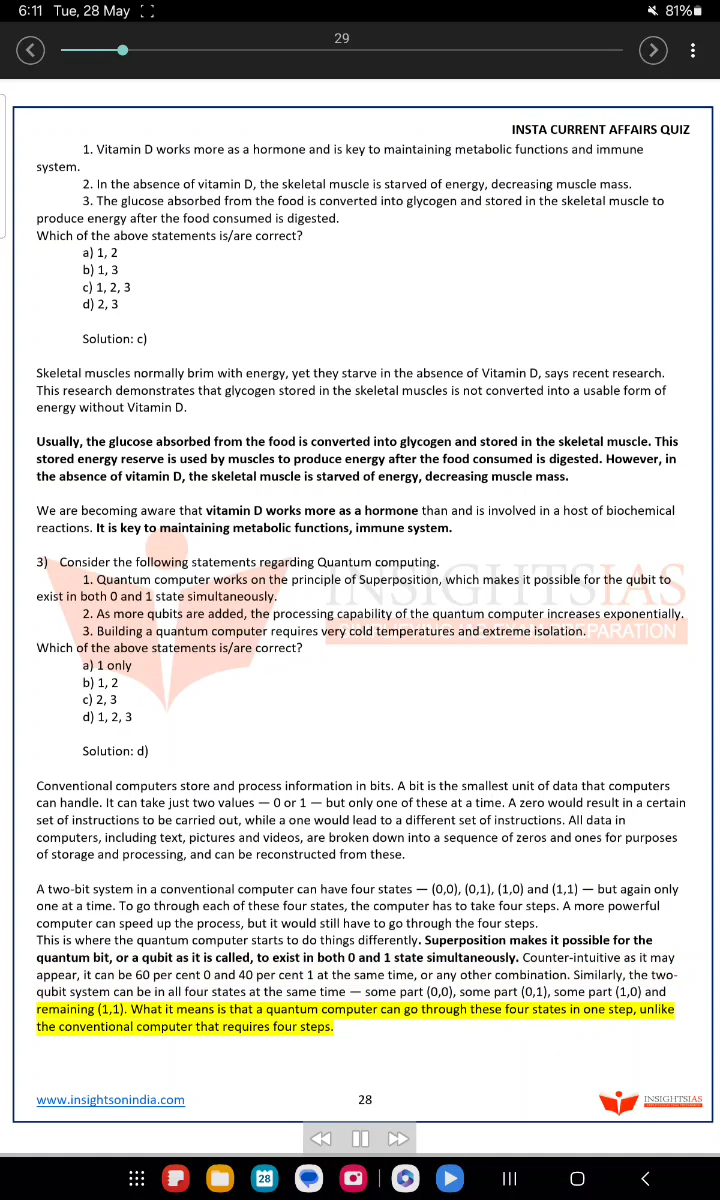 6:11 Tue, 28 May
81%
29
INSTA CURRENT AFFAIRS QUIZ
1. Vitamin D works more as a hormone and is key to maintaining metabolic functions and immune
system.
2. In the absence of vitamin D, the skeletal muscle is starved of energy, decreasing muscle mass.
3. The glucose absorbed from the food is converted into glycogen and stored in the skeletal muscle to
produce energy after the food consumed is digested.
Which of the above statements is/are correct?
a) 1, 2
b) 1, 3
c) 1, 2, 3
d) 2, 3
Solution: c)
Skeletal muscles normally brim with energy, yet they starve in the absence of Vitamin D, says recent research.
This research demonstrates that glycogen stored in the skeletal muscles is not converted into a usable form of
energy without Vitamin D.
Usually, the glucose absorbed from the food is converted into glycogen and stored in the skeletal muscle. This
stored energy reserve is used by muscles to produce energy after the food consumed is digested. However, in
the absence of vitamin D, the skeletal muscle is starved of energy, decreasing muscle mass.
We are becoming aware that vitamin D works more as a hormone than and is involved in a host of biochemical
reactions. It is key to maintaining metabolic functions, immune system.
3) Consider the following statements regarding Quantum computing.
1. Quantum computer works on the principle of Superposition, which makes it possible for the qubit to
exist in both 0 and 1 state simultaneously.
2. As more qubits are added, the processing capability of the quantum computer increases exponentially.
3. Building a quantum computer requires very cold temperatures and extreme isolation.
Which of the above statements is/are correct?
a) 1 only
b) 1, 2
c) 2, 3
d) 1, 2, 3
Solution: d)
Conventional computers store and process information in bits. A bit is the smallest unit of data that computers
can handle. It can take just two values — 0 or 1 — but only one of these at a time. A zero would result in a certain
set of instructions to be carried out, while a one would lead to a different set of instructions. All data in
computers, including text, pictures and videos, are broken down into a sequence of zeros and ones for purposes
of storage and processing, and can be reconstructed from these.
A two-bit system in a conventional computer can have four states — (0,0), (0,1), (1,0) and (1,1) — but again only
one at a time. To go through each of these four states, the computer has to take four steps. A more powerful
computer can speed up the process, but it would still have to go through the four steps.
This is where the quantum computer starts to do things differently. Superposition makes it possible for the
quantum bit, or a qubit as it is called, to exist in both 0 and 1 state simultaneously. Counter-intuitive as it may
appear, it can be 60 per cent 0 and 40 per cent 1 at the same time, or any other combination. Similarly, the two-
qubit system can be in all four states at the same time — some part (0,0), some part (0,1), some part (1,0) and
remaining (1,1). What it means is that a quantum computer can go through these four states in one step, unlike
the conventional computer that requires four steps.
www.insightsonindia.com
28
INSIGHTSIAS
28